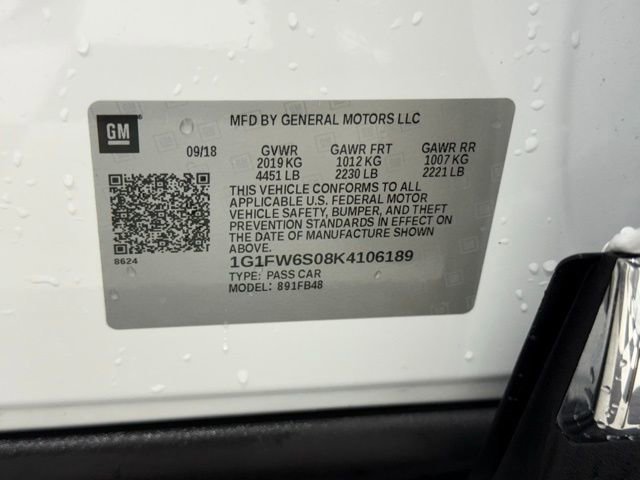 GM
MFD BY GENERAL MOTORS LLC
09/18 GVWR GAWR FRT GAWR RR
2019 KG 1012 KG 1007 KG
4451 LB 2230 LB 2221 LB
THIS VEHICLE CONFORMS TO ALL
APPLICABLE U.S. FEDERAL MOTOR
VEHICLE SAFETY, BUMPER, AND THEFT
PREVENTION STANDARDS IN EFFECT ON
THE DATE OF MANUFACTURE SHOWN
ABOVE.
8624
1G1FW6S08K4106189
TYPE: PASS CAR
MODEL: 891FB48